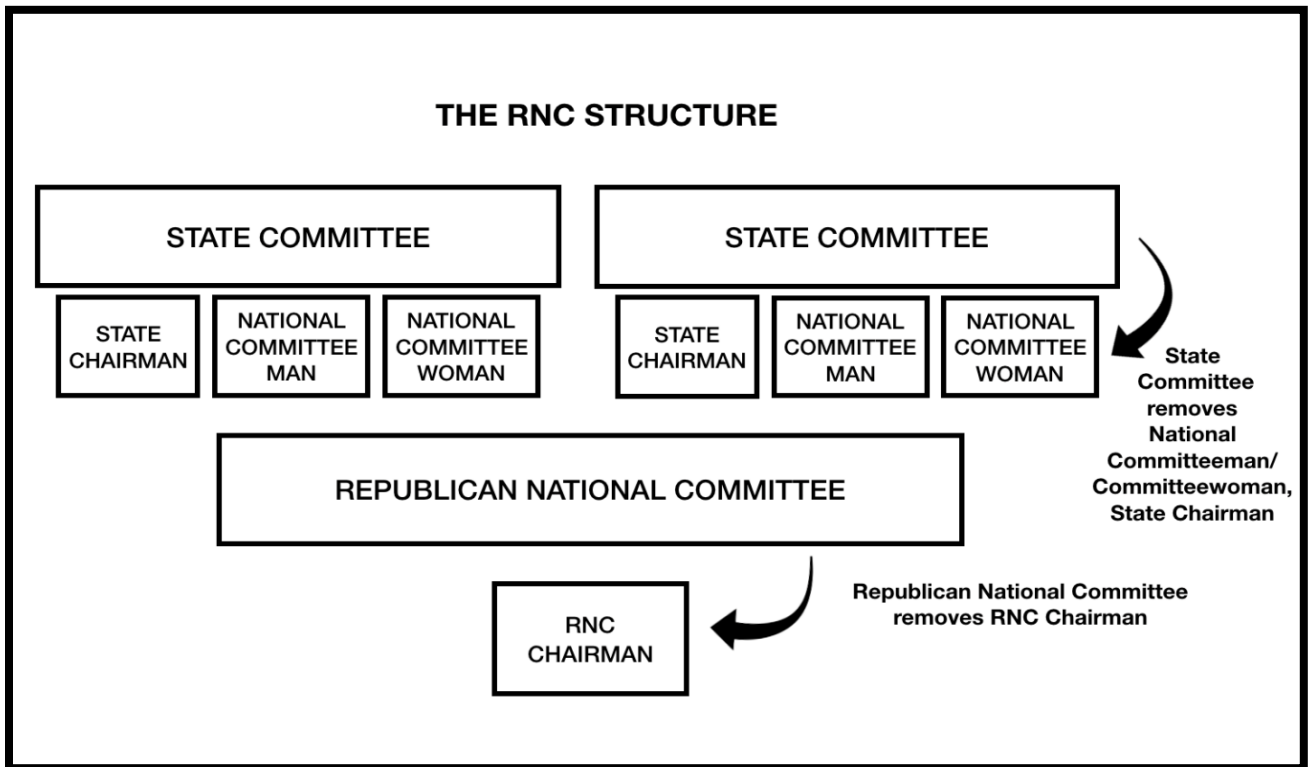 THE RNC STRUCTURE
STATE COMMITTEE
STATE
CHAIRMAN
NATIONAL
COMMITTEE
MAN
NATIONAL
COMMITTEE
WOMAN
STATE COMMITTEE
STATE
CHAIRMAN
NATIONAL
COMMITTEE
MAN
NATIONAL
COMMITTEE
WOMAN
State
Committee
removes
National
Committeeman/
Committeewoman,
State Chairman
REPUBLICAN NATIONAL COMMITTEE
Republican National Committee
removes RNC Chairman
RNC
CHAIRMAN